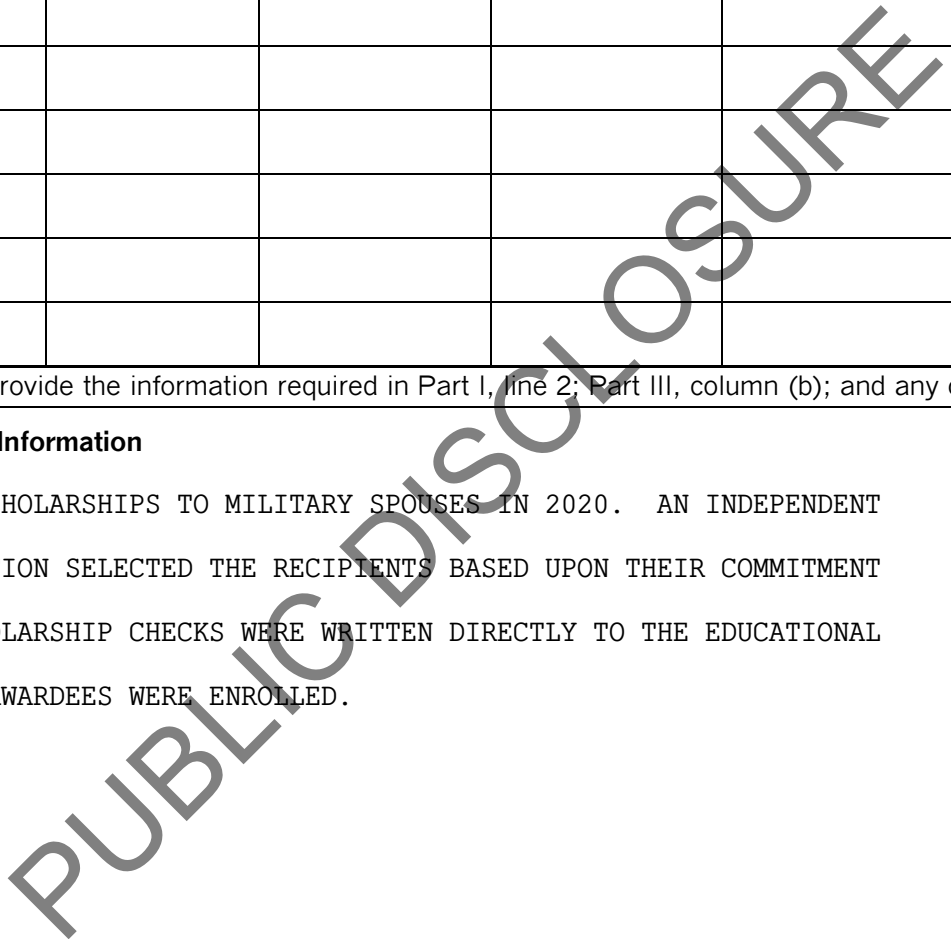 rovide the information required in Part I, line 2; Part III, column (b); and any
Information
HOLARSHIPS TO MILITARY SPOUSES IN 2020. AN INDEPENDENT
ION SELECTED THE RECIPIENTS BASED UPON THEIR COMMITMENT
LARSHIP CHECKS WERE WRITTEN DIRECTLY TO THE EDUCATIONAL
WARDEES WERE ENROLLED.
PUBLIC DISCLOSURE